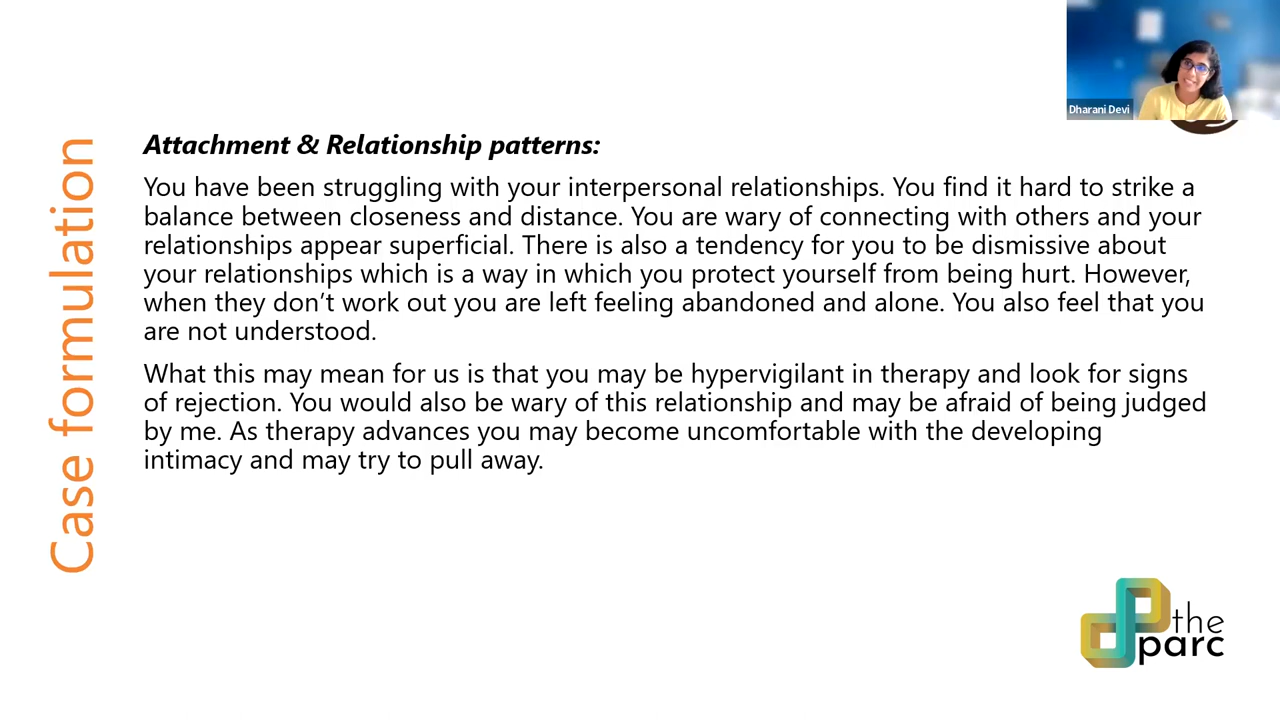 Dharani Devi
Case formulation
Attachment & Relationship patterns:
You have been struggling with your interpersonal relationships. You find it hard to strike a
balance between closeness and distance. You are wary of connecting with others and your
relationships appear superficial. There is also a tendency for you to be dismissive about
your relationships which is a way in which you protect yourself from being hurt. However,
when they don’t work out you are left feeling abandoned and alone. You also feel that you
are not understood.
What this may mean for us is that you may be hypervigilant in therapy and look for signs
of rejection. You would also be wary of this relationship and may be afraid of being judged
by me. As therapy advances you may become uncomfortable with the developing
intimacy and may try to pull away.
the
parc